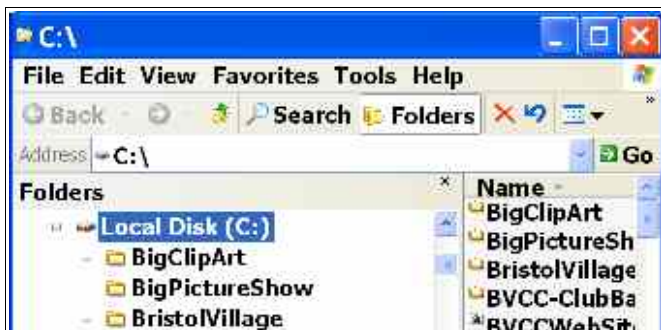 C:\
File Edit View Favorites Tools Help
Back Search Folders »
Address C:\ Go
Folders × Name
Local Disk (C:)
BigClipArt
BigPictureShow
BristolVillage
BigClipArt
BigPictureSh
BristolVillage
BVCC-ClubBa
BVCCWebSit